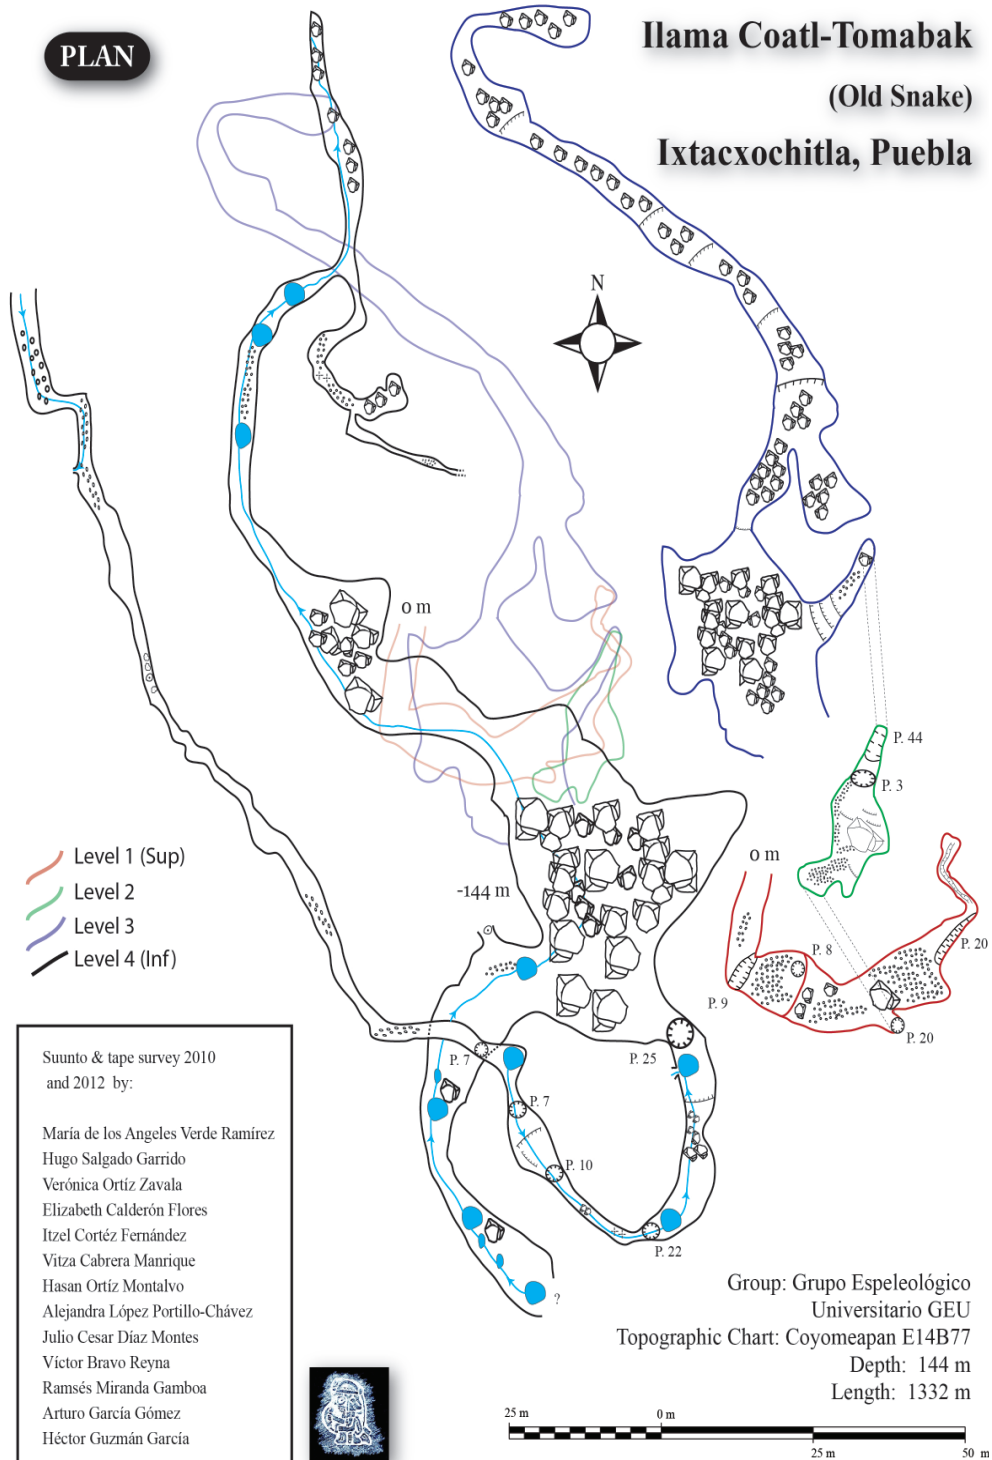 PLAN
Ilama Coatl-Tomabak
(Old Snake)
Ixtacxochitla, Puebla
N
0 m
P. 44
P. 3
0 m
P. 8
P. 20
P. 9
P. 20
Level 1 (Sup)
Level 2
Level 3
Level 4 (Inf)
-144 m
P. 7
P. 25
P. 7
P. 10
P. 22
?
Suunto & tape survey 2010
and 2012 by:
María de los Angeles Verde Ramírez
Hugo Salgado Garrido
Verónica Ortíz Zavala
Elizabeth Calderón Flores
Itzel Cortéz Fernández
Vitza Cabrera Manrique
Hasan Ortíz Montalvo
Alejandra López Portillo-Chávez
Julio Cesar Díaz Montes
Víctor Bravo Reyna
Ramsés Miranda Gamboa
Arturo García Gómez
Héctor Guzmán García
Group: Grupo Espeleológico
Universitario GEU
Topographic Chart: Coyomeapan E14B77
Depth: 144 m
Length: 1332 m
25 m 0 m
25 m 50 m